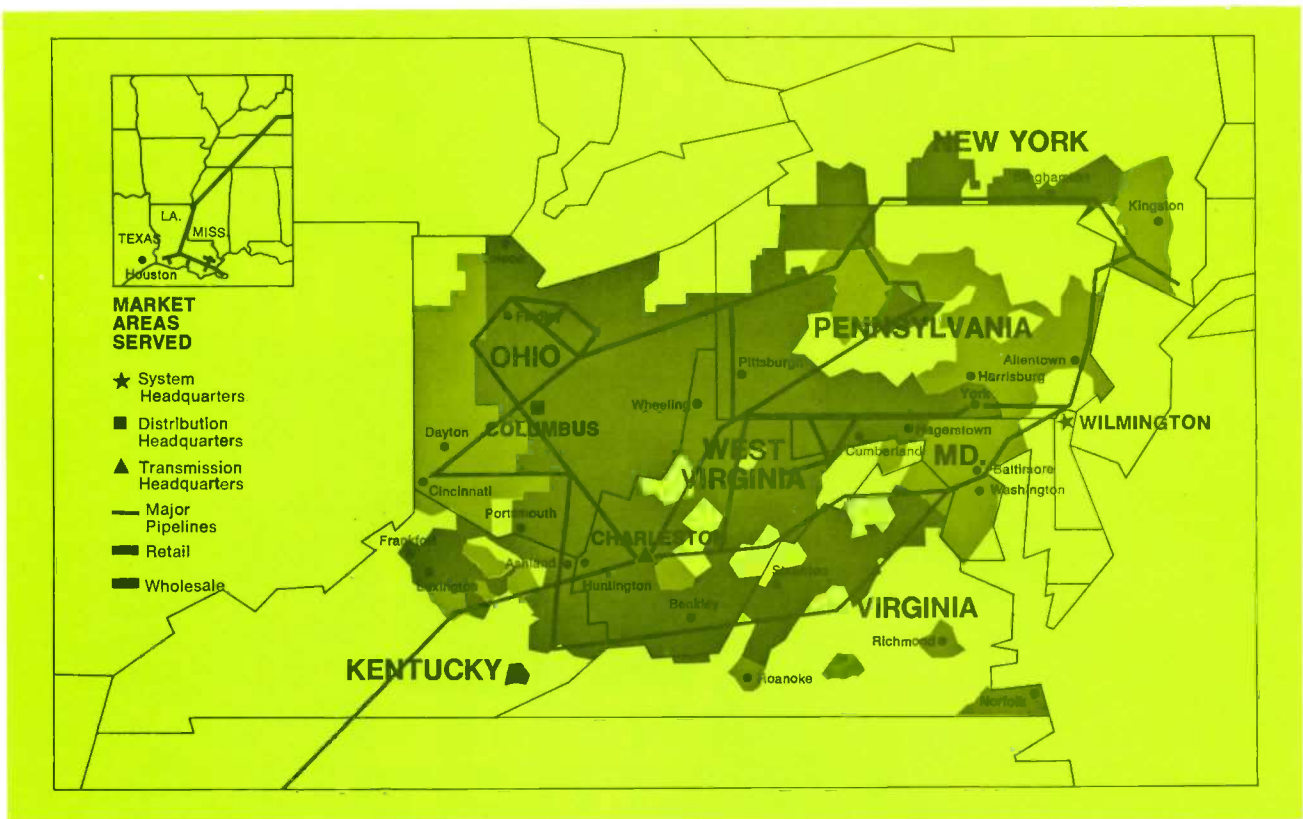 LA.
MISS.
TEXAS
Houston
MARKET
AREAS
SERVED
System
Headquarters
Distribution
Headquarters
Transmission
Headquarters
Major
Pipelines
Retail
Wholesale
NEW YORK
Binghamton
Kingston
Toledo
Findlay
OHIO
PENNSYLVANIA
Pittsburgh
Allentown
Harrisburg
York
Wheeling
COLUMBUS
Dayton
WILMINGTON
Hagerstown
Cumberland
WEST
VIRGINIA
MD.
Baltimore
Washington
Cincinnati
Portsmouth
Frankfort
CHARLESTON
Ashland
Lexington
Huntington
Staunton
Beckley
VIRGINIA
Richmond
KENTUCKY
Roanoke
Norfolk